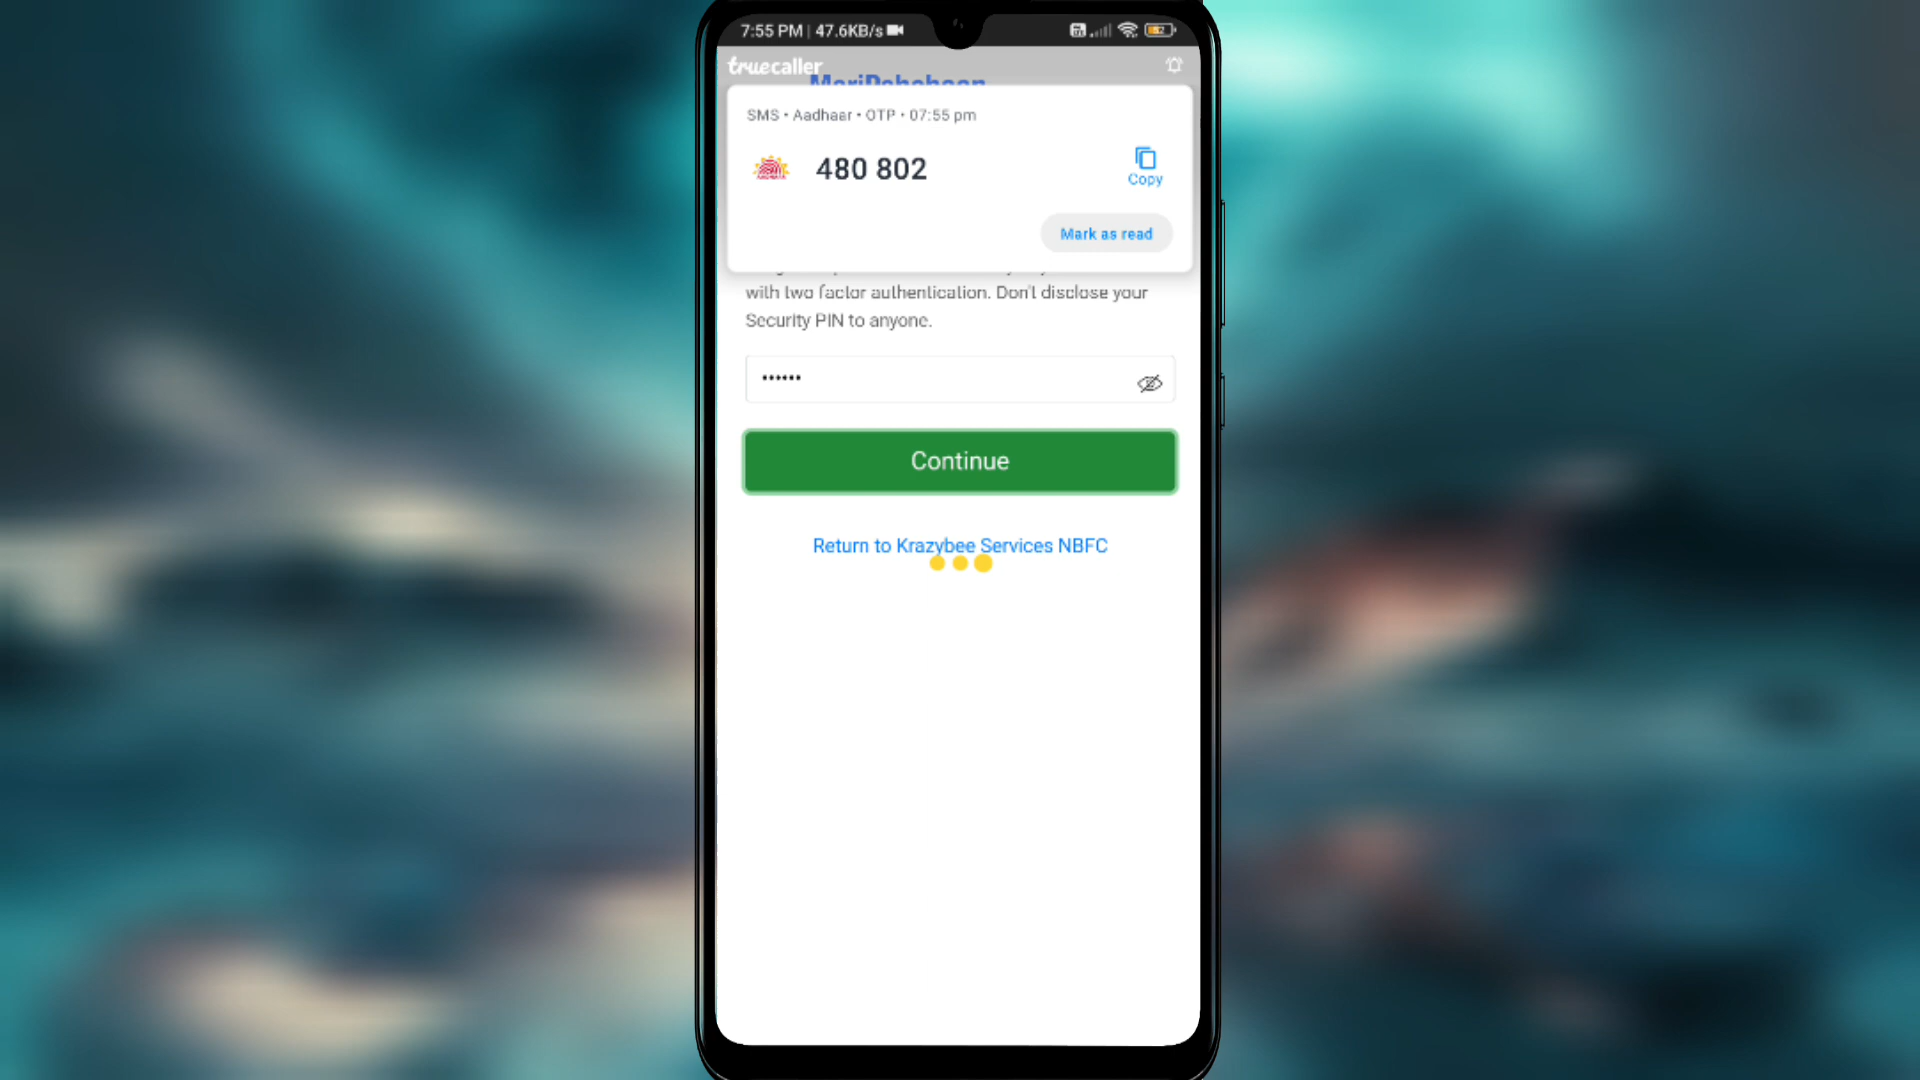 7:55 PM | 47.6KB/s
truecaller
SMS • Aadhaar • OTP • 07:55 pm
480 802
Copy
Mark as read
with two factor authentication. Don't disclose your
Security PIN to anyone.
••••••
Continue
Return to Krazybee Services NBFC